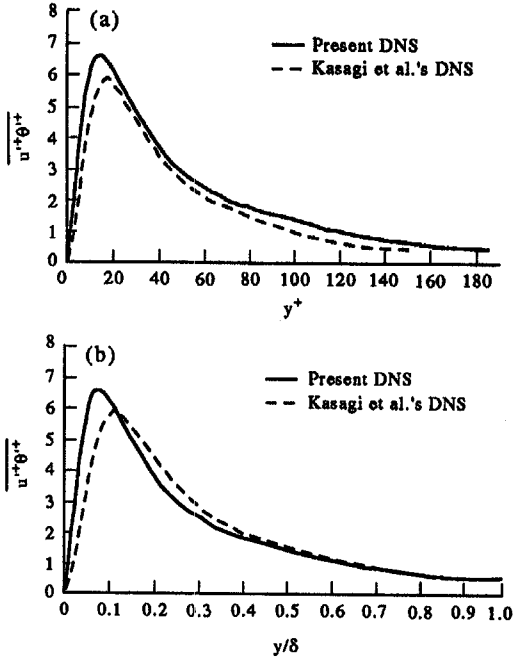 (a)
Present DNS
Kasagi et al.'s DNS
u'⁺θ'⁺
8
7
6
5
4
3
2
1
0
0 20 40 60 80 100 120 140 160 180
y⁺
(b)
Present DNS
Kasagi et al.'s DNS
u'⁺θ'⁺
8
7
6
5
4
3
2
1
0
0 0.1 0.2 0.3 0.4 0.5 0.6 0.7 0.8 0.9 1.0
y/δ